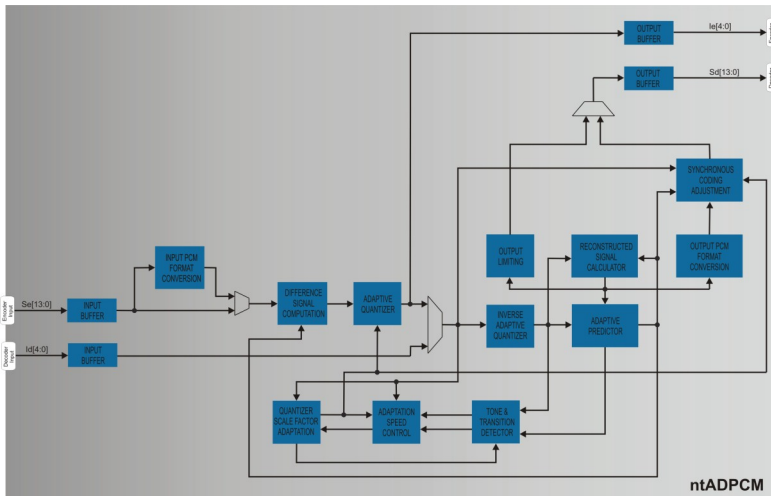 OUTPUT
BUFFER
Ie[4:0]
OUTPUT
BUFFER
Sd[13:0]
SYNCHRONOUS
CODING
ADJUSTMENT
INPUT PCM
FORMAT
CONVERSION
OUTPUT
LIMITING
RECONSTRUCTED
SIGNAL
CALCULATOR
OUTPUT PCM
FORMAT
CONVERSION
Encoder
Input
Se[13:0]
INPUT
BUFFER
DIFFERENCE
SIGNAL
COMPUTATION
ADAPTIVE
QUANTIZER
INVERSE
ADAPTIVE
QUANTIZER
ADAPTIVE
PREDICTOR
Decoder
Input
Id[4:0]
INPUT
BUFFER
QUANTIZER
SCALE FACTOR
ADAPTATION
ADAPTATION
SPEED
CONTROL
TONE &
TRANSITION
DETECTOR
ntADPCM